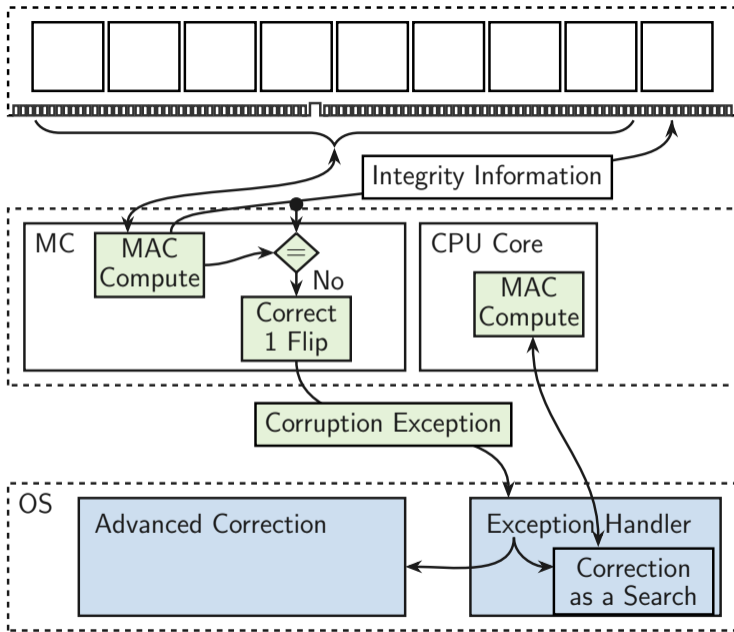 Integrity Information
MC
MAC
Compute
=
No
Correct
1 Flip
CPU Core
MAC
Compute
Corruption Exception
OS
Advanced Correction
Exception Handler
Correction
as a Search